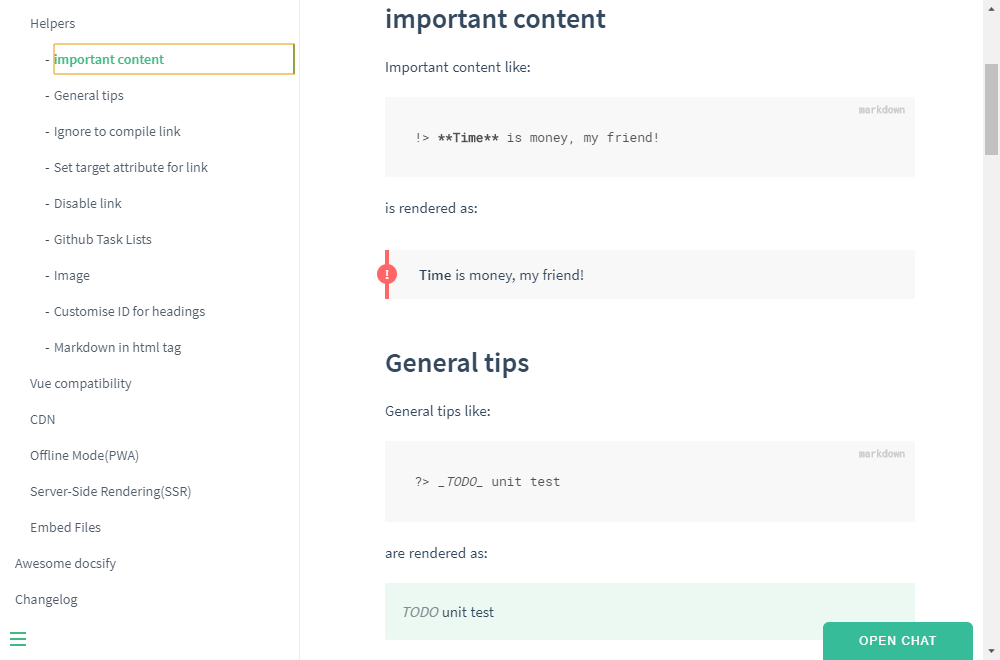 Helpers
- important content
- General tips
- Ignore to compile link
- Set target attribute for link
- Disable link
- Github Task Lists
- Image
- Customise ID for headings
- Markdown in html tag
Vue compatibility
CDN
Offline Mode(PWA)
Server-Side Rendering(SSR)
Embed Files
Awesome docsify
Changelog
important content
Important content like:
markdown
!> **Time** is money, my friend!
is rendered as:
! Time is money, my friend!
General tips
General tips like:
markdown
?> _TODO_ unit test
are rendered as:
TODO unit test
OPEN CHAT